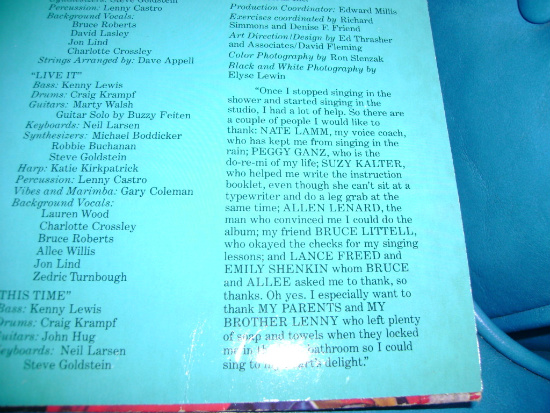 Steve Goldstein
Percussion: Lenny Castro
Background Vocals:
Bruce Roberts
David Lasley
Jon Lind
Charlotte Crossley
Strings Arranged by: Dave Appell
"LIVE IT"
Bass: Kenny Lewis
Drums: Craig Krampf
Guitars: Marty Walsh
Guitar Solo by Buzzy Feiten
Keyboards: Neil Larsen
Synthesizers: Michael Boddicker
Robbie Buchanan
Steve Goldstein
Harp: Katie Kirkpatrick
Percussion: Lenny Castro
Vibes and Marimba: Gary Coleman
Background Vocals:
Lauren Wood
Charlotte Crossley
Bruce Roberts
Allee Willis
Jon Lind
Zedric Turnbough
"THIS TIME"
Bass: Kenny Lewis
Drums: Craig Krampf
Guitars: John Hug
Keyboards: Neil Larsen
Steve Goldstein
Production Coordinator: Edward Millis
Exercises coordinated by Richard
Simmons and Denise F. Friend
Art Direction/Design by Ed Thrasher
and Associates/David Fleming
Color Photography by Ron Slenzak
Black and White Photography by
Elyse Lewin
"Once I stopped singing in the
shower and started singing in the
studio, I had a lot of help. So there are
a couple of people I would like to
thank: NATE LAMM, my voice coach,
who has kept me from singing in the
rain; PEGGY GANZ, who is the
do-re-mi of my life; SUZY KALTER,
who helped me write the instruction
booklet, even though she can't sit at a
typewriter and do a leg grab at the
same time; ALLEN LENARD, the
man who convinced me I could do the
album; my friend BRUCE LITTELL,
who okayed the checks for my singing
lessons; and LANCE FREED and
EMILY SHENKIN whom BRUCE
and ALLEE asked me to thank, so
thanks. Oh yes. I especially want to
thank MY PARENTS and MY
BROTHER LENNY who left plenty
of soap and towels when they locked
me in the bathroom so I could
sing to my heart's delight."